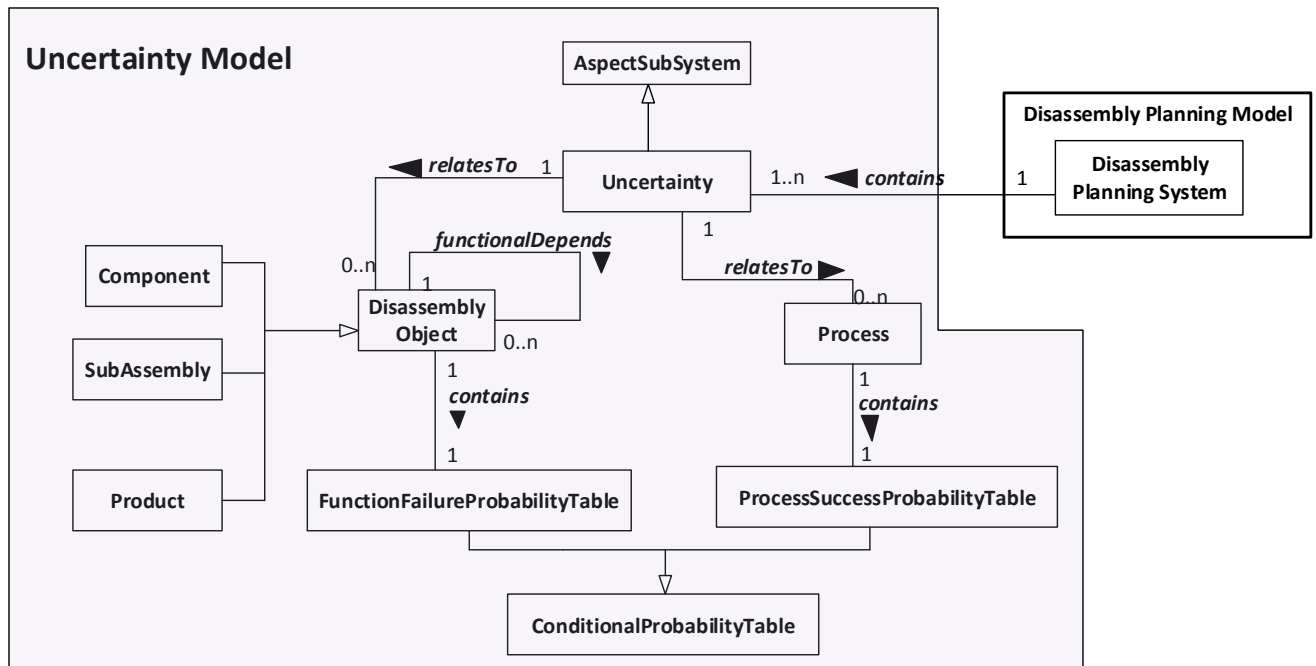 Uncertainty Model
AspectSubSystem
Disassembly Planning Model
Disassembly
Planning System
relatesTo
1
Uncertainty
1..n
contains
1
1
functionalDepends
relatesTo
0..n
1
0..n
Component
Disassembly
Object
0..n
Process
SubAssembly
1
contains
1
1
contains
1
Product
FunctionFailureProbabilityTable
ProcessSuccessProbabilityTable
ConditionalProbabilityTable